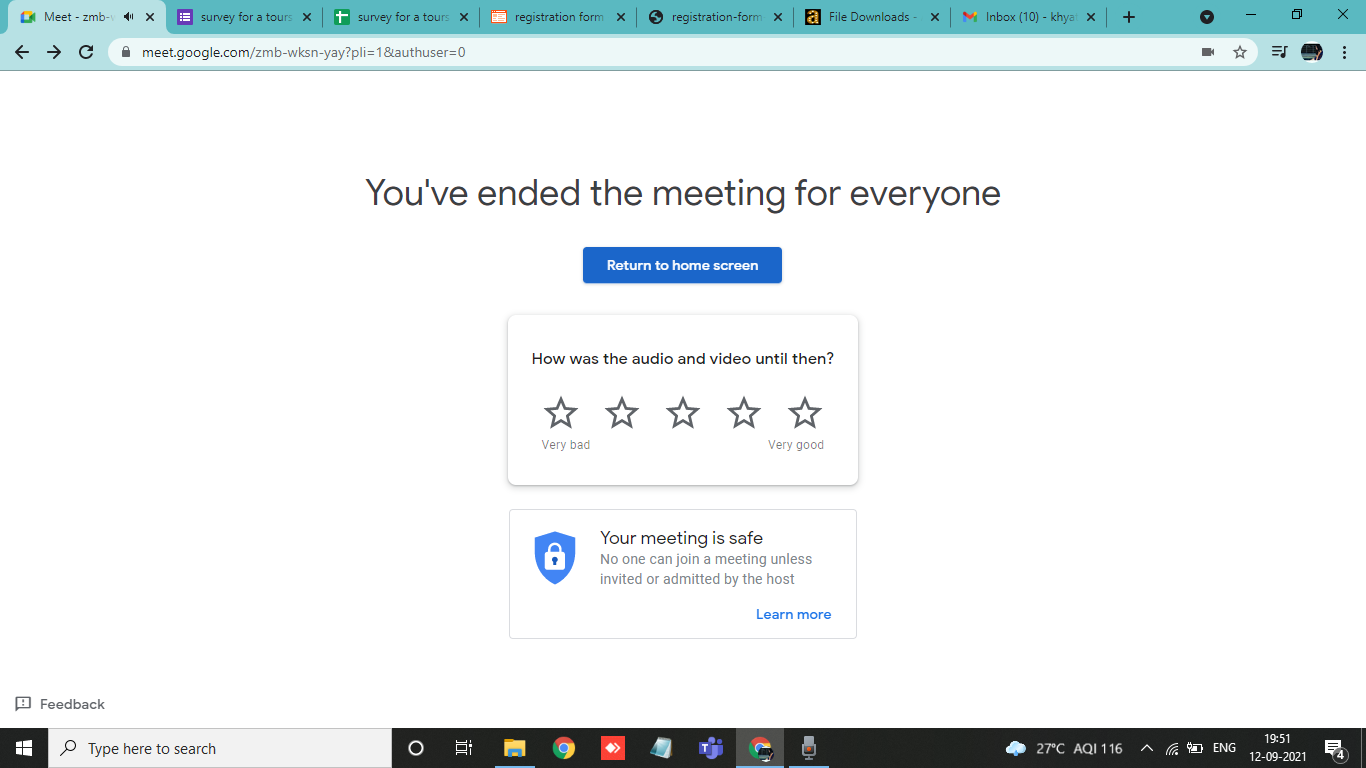 Meet - zmb-
survey for a tours
survey for a tours
registration form
registration-form
File Downloads -
Inbox (10) - khya
meet.google.com/zmb-wksn-yay?pli=1&authuser=0
You've ended the meeting for everyone
Return to home screen
How was the audio and video until then?
Very bad
Very good
Your meeting is safe
No one can join a meeting unless
invited or admitted by the host
Learn more
Feedback
Type here to search
27°C AQI 116
ENG
19:51
12-09-2021
4